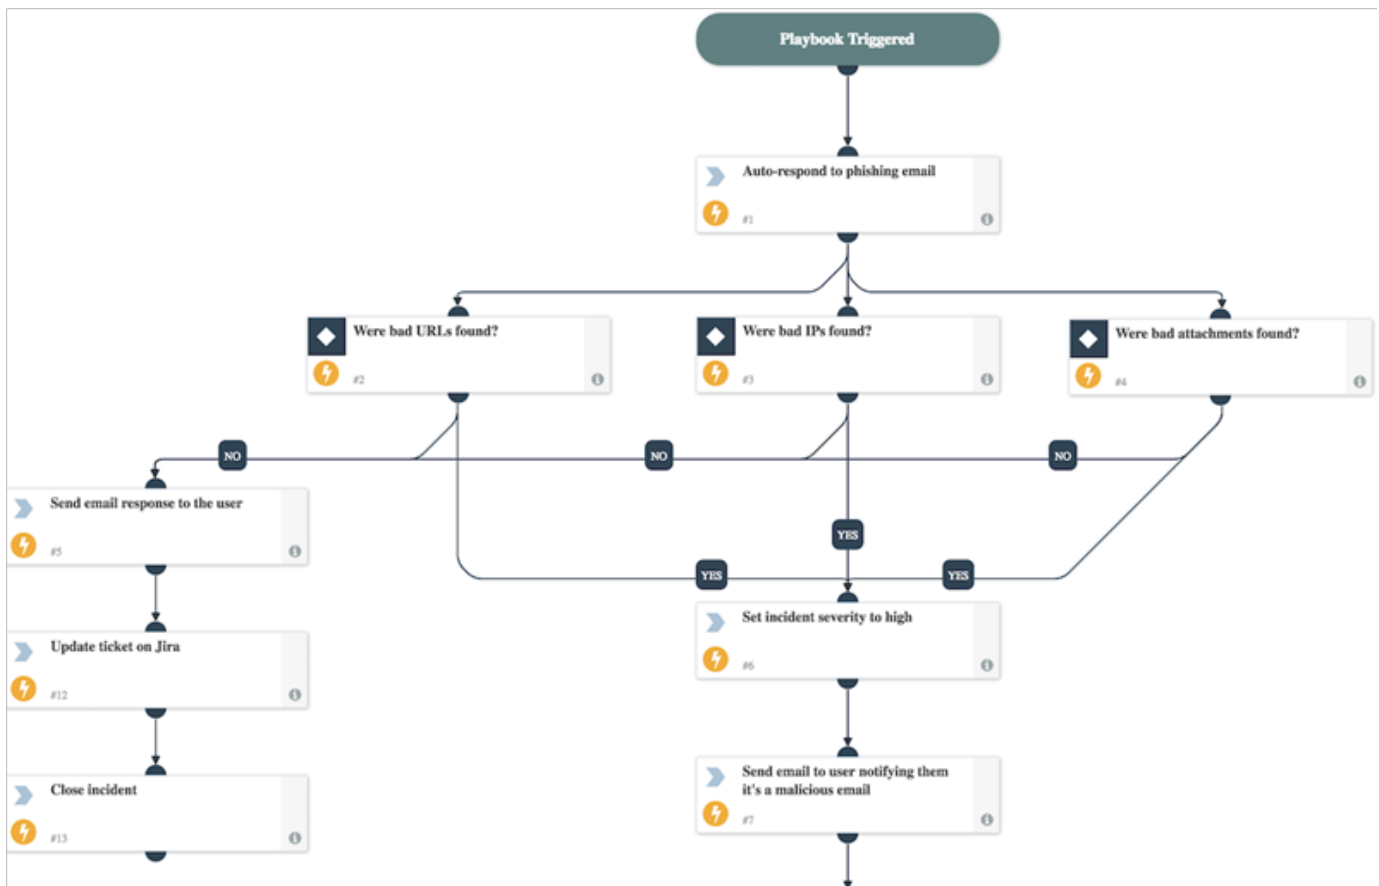 Playbook Triggered
Auto-respond to phishing email
#1
Were bad URLs found?
#2
Were bad IPs found?
#3
Were bad attachments found?
#4
NO
NO
NO
Send email response to the user
#5
YES
YES
YES
Set incident severity to high
#6
Update ticket on Jira
#12
Send email to user notifying them
it's a malicious email
#7
Close incident
#13